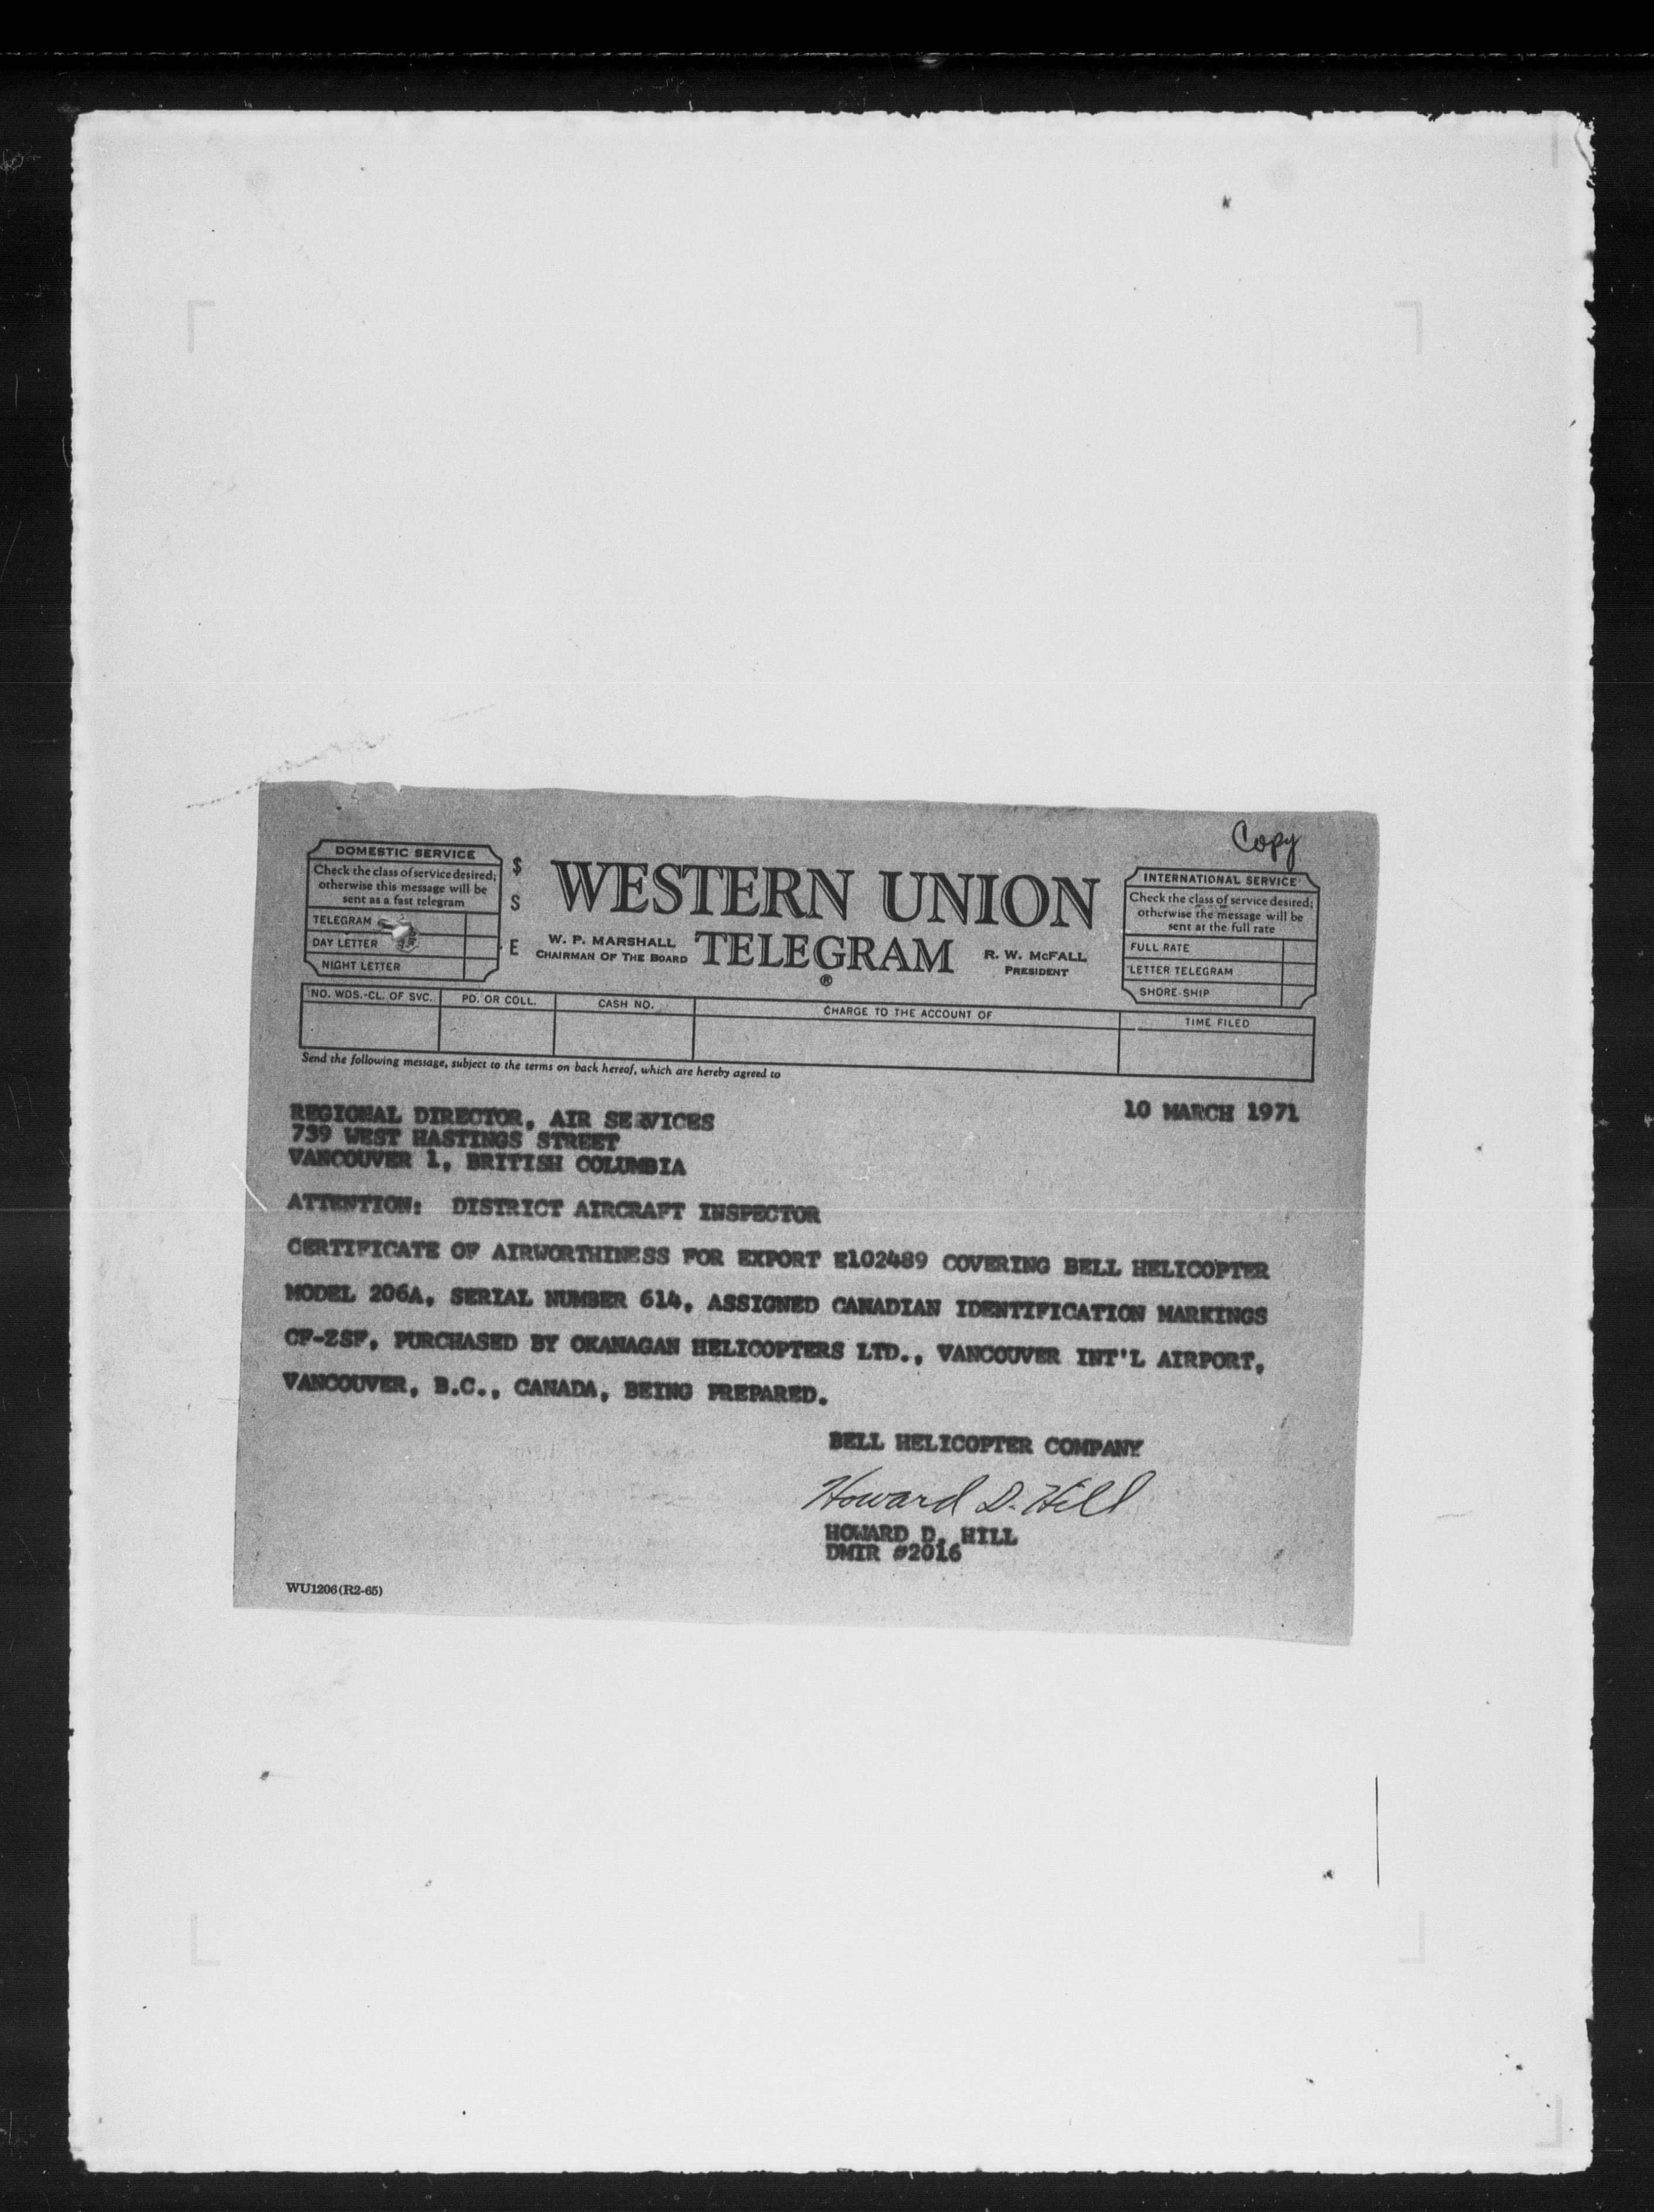 Copy
DOMESTIC SERVICE
Check the class of service desired;
otherwise this message will be
sent as a fast telegram
TELEGRAM
DAY LETTER
NIGHT LETTER
$
S
E
WESTERN UNION
TELEGRAM
®
W. P. MARSHALL
CHAIRMAN OF THE BOARD
R. W. McFALL
PRESIDENT
INTERNATIONAL SERVICE
Check the class of service desired;
otherwise the message will be
sent at the full rate
FULL RATE
LETTER TELEGRAM
SHORE-SHIP
NO. WDS.-CL. OF SVC. PD. OR COLL. CASH NO. CHARGE TO THE ACCOUNT OF TIME FILED
Send the following message, subject to the terms on back hereof, which are hereby agreed to
10 MARCH 1971
REGIONAL DIRECTOR, AIR SERVICES
739 WEST HASTINGS STREET
VANCOUVER 1, BRITISH COLUMBIA
ATTENTION: DISTRICT AIRCRAFT INSPECTOR
CERTIFICATE OF AIRWORTHINESS FOR EXPORT E102489 COVERING BELL HELICOPTER
MODEL 206A, SERIAL NUMBER 614, ASSIGNED CANADIAN IDENTIFICATION MARKINGS
CF-ZSF, PURCHASED BY OKANAGAN HELICOPTERS LTD., VANCOUVER INT'L AIRPORT,
VANCOUVER, B.C., CANADA, BEING PREPARED.
BELL HELICOPTER COMPANY
Howard D. Hill
HOWARD D. HILL
DMIR #2016
WU1206(R2-65)